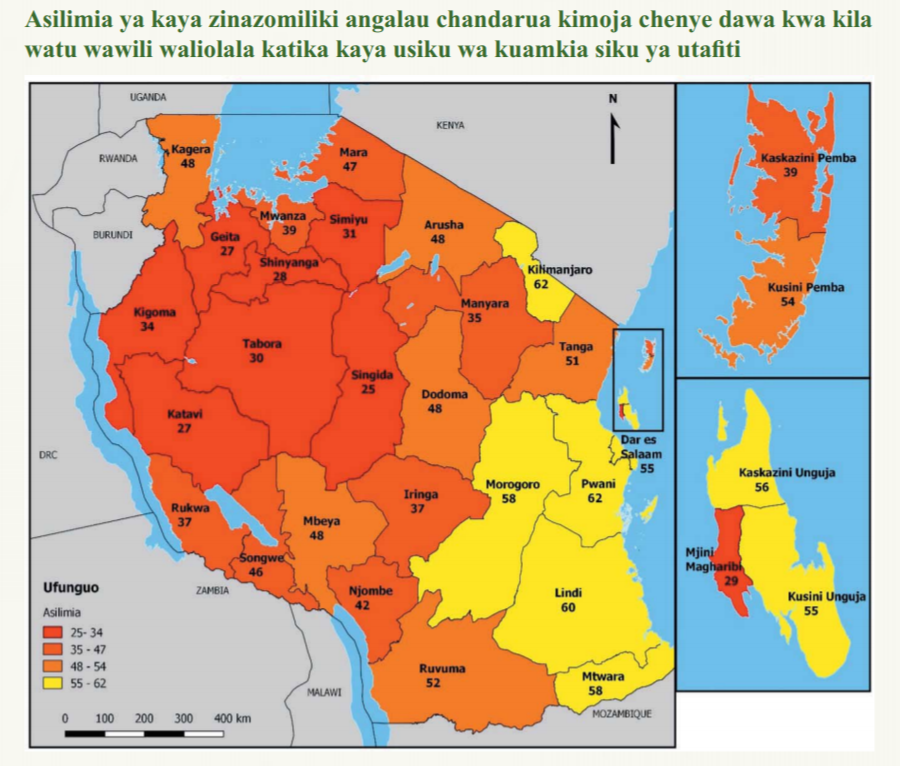 Asilimia ya kaya zinazomiliki angalau chandarua kimoja chenye dawa kwa kila
watu wawili waliolala katika kaya usiku wa kuamkia siku ya utafiti
UGANDA
KENYA
N
RWANDA
BURUNDI
DRC
ZAMBIA
MALAWI
MOZAMBIQUE
Kagera
48
Mara
47
Mwanza
39
Simiyu
31
Geita
27
Shinyanga
28
Arusha
48
Kilimanjaro
62
Kigoma
34
Tabora
30
Singida
25
Manyara
35
Tanga
51
Dodoma
48
Katavi
27
Dar es
Salaam
55
Rukwa
37
Mbeya
48
Iringa
37
Morogoro
58
Pwani
62
Songwe
46
Njombe
42
Lindi
60
Ruvuma
52
Mtwara
58
Kaskazini Pemba
39
Kusini Pemba
54
Kaskazini Unguja
56
Mjini
Magharibi
29
Kusini Unguja
55
Ufunguo
Asilimia
25- 34
35 - 47
48 - 54
55 - 62
0 100 200 300 400 km